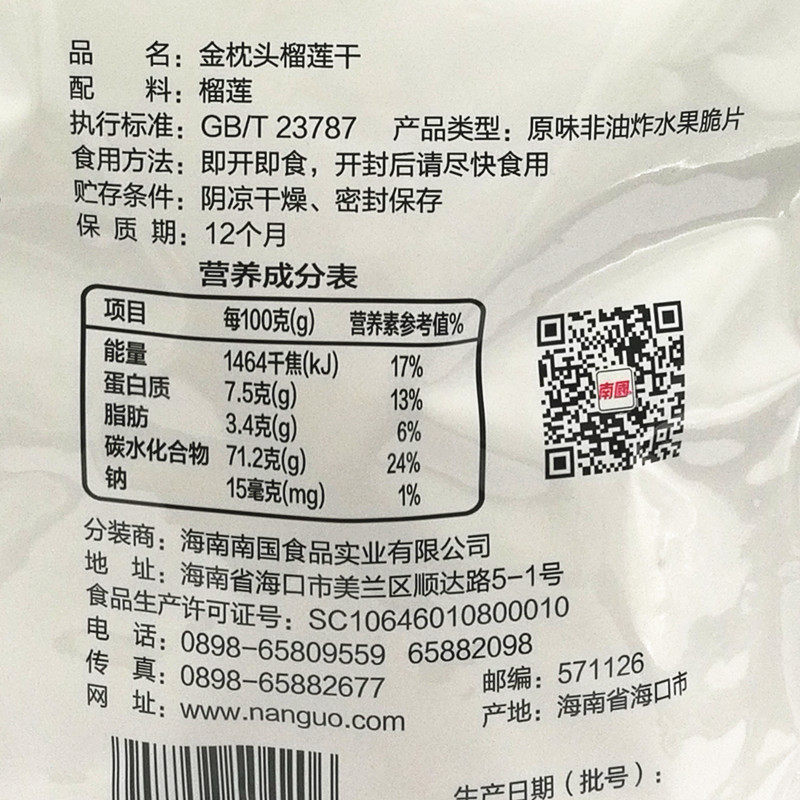 品 名：金枕头榴莲干
配 料：榴莲
执行标准：GB/T 23787 产品类型：原味非油炸水果脆片
食用方法：即开即食，开封后请尽快食用
贮存条件：阴凉干燥、密封保存
保 质 期：12个月
营养成分表
项目 每100克(g) 营养素参考值%
能量 1464千焦(kJ) 17%
蛋白质 7.5克(g) 13%
脂肪 3.4克(g) 6%
碳水化合物 71.2克(g) 24%
钠 15毫克(mg) 1%
南國
分装商：海南南国食品实业有限公司
地 址：海南省海口市美兰区顺达路5-1号
食品生产许可证号：SC10646010800010
电 话：0898-65809559 65882098
传 真：0898-65882677 邮编：571126
网 址：www.nanguo.com 产地：海南省海口市
生产日期（批号）：